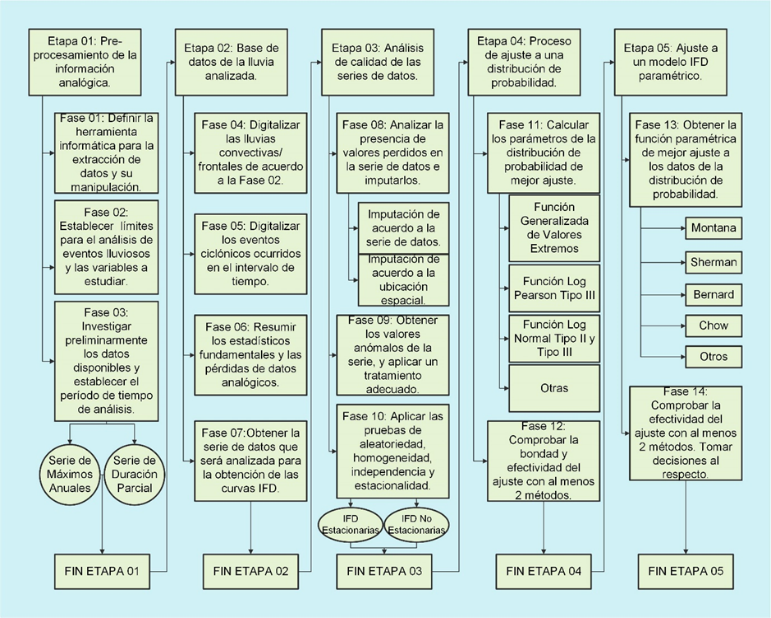 Etapa 01: Pre-
procesamiento de la
información
analógica.
Fase 01: Definir la
herramienta
informática para la
extracción de
datos y su
manipulación.
Fase 02:
Establecer límites
para el análisis de
eventos lluviosos
y las variables a
estudiar.
Fase 03:
Investigar
preliminarmente
los datos
disponibles y
establecer el
período de tiempo
de análisis.
Serie de
Máximos
Anuales
Serie de
Duración
Parcial
FIN ETAPA 01
Etapa 02: Base de
datos de la lluvia
analizada.
Fase 04: Digitalizar
las lluvias
convectivas/
frontales de acuerdo
a la Fase 02.
Fase 05: Digitalizar
los eventos
ciclónicos ocurridos
en el intervalo de
tiempo.
Fase 06: Resumir
los estadísticos
fundamentales y las
pérdidas de datos
analógicos.
Fase 07:Obtener la
serie de datos que
será analizada para
la obtención de las
curvas IFD.
FIN ETAPA 02
Etapa 03: Análisis
de calidad de las
series de datos.
Fase 08: Analizar la
presencia de
valores perdidos en
la serie de datos e
imputarlos.
Imputación de
acuerdo a la
serie de datos.
Imputación de
acuerdo a la
ubicación
espacial.
Fase 09: Obtener
los valores
anómalos de la
serie, y aplicar un
tratamiento
adecuado.
Fase 10: Aplicar las
pruebas de
aleatoriedad,
homogeneidad,
independencia y
estacionalidad.
IFD
Estacionarias
IFD No
Estacionarias
FIN ETAPA 03
Etapa 04: Proceso
de ajuste a una
distribución de
probabilidad.
Fase 11: Calcular
los parámetros de la
distribución de
probabilidad de
mejor ajuste.
Función
Generalizada
de Valores
Extremos
Función Log
Pearson Tipo III
Función Log
Normal Tipo II y
Tipo III
Otras
Fase 12:
Comprobar la
bondad y
efectividad del
ajuste con al menos
2 métodos.
FIN ETAPA 04
Etapa 05: Ajuste a
un modelo IFD
paramétrico.
Fase 13: Obtener la
función paramétrica
de mejor ajuste a
los datos de la
distribución de
probabilidad.
Montana
Sherman
Bernard
Chow
Otros
Fase 14:
Comprobar la
efectividad del
ajuste con al menos
2 métodos. Tomar
decisiones al
respecto.
FIN ETAPA 05